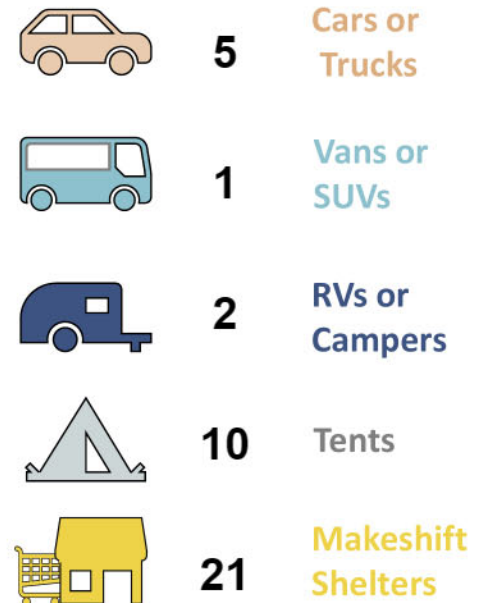 5 Cars or
Trucks
1 Vans or
SUVs
2 RVs or
Campers
10 Tents
21 Makeshift
Shelters